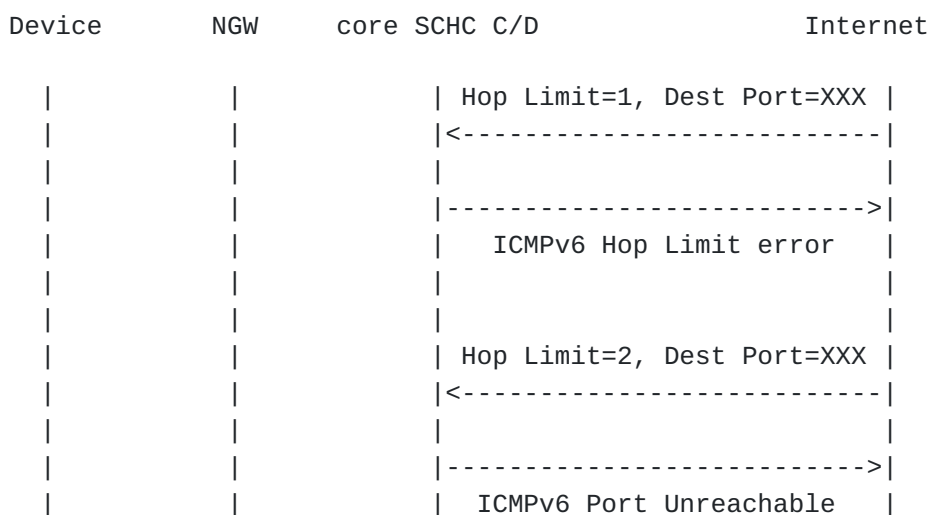 Device       NGW     core SCHC C/D                 Internet
  |           |            | Hop Limit=1, Dest Port=XXX |
  |           |            |<---------------------------|
  |           |            |                            |
  |           |            |--------------------------->|
  |           |            |   ICMPv6 Hop Limit error   |
  |           |            |                            |
  |           |            |                            |
  |           |            | Hop Limit=2, Dest Port=XXX |
  |           |            |<---------------------------|
  |           |            |                            |
  |           |            |--------------------------->|
  |           |            |  ICMPv6 Port Unreachable   |